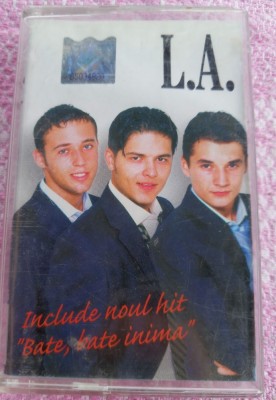 L.A.
Include noul hit
"Bate, bate inima"